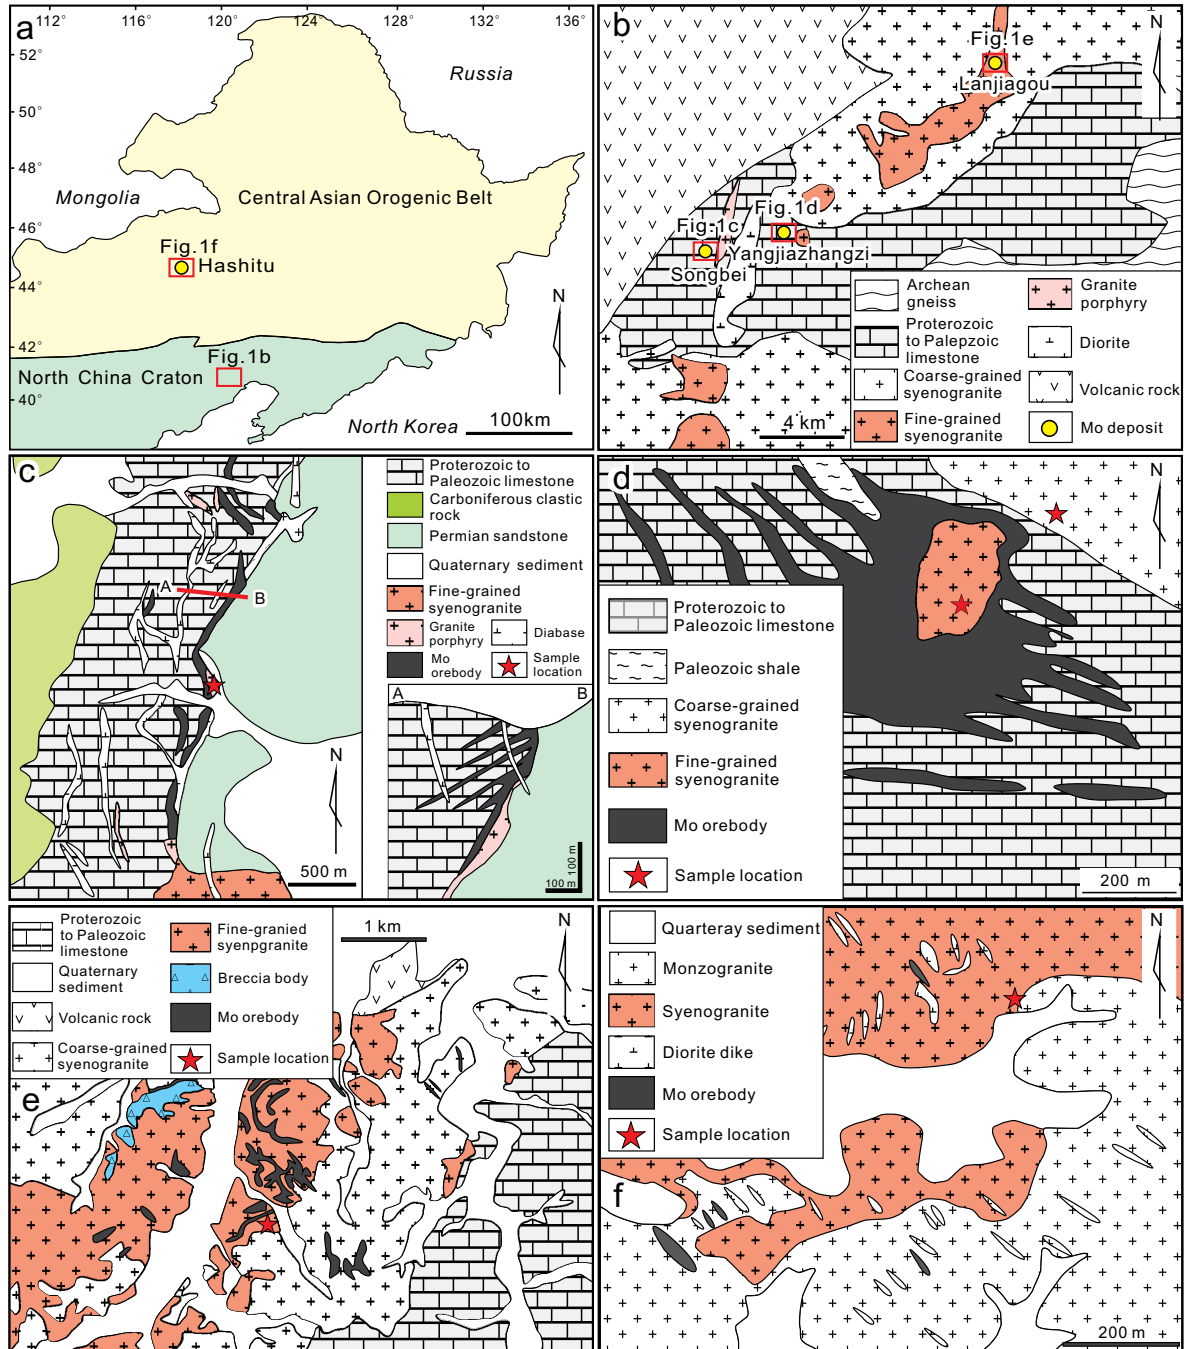 a
112°
116°
120°
124°
128°
132°
136°
52°
50°
48°
46°
44°
42°
40°
Russia
Mongolia
Central Asian Orogenic Belt
Fig.1f
Hashitu
N
Fig.1b
North China Craton
North Korea
100km
b
Fig.1e
N
Lanjiagou
Fig.1d
Fig.1c
Yangjiazhangzi
Songbei
4 km
Archean
gneiss
Granite
porphyry
Proterozoic
to Palepzoic
limestone
Diorite
Coarse-grained
syenogranite
Volcanic rock
Fine-grained
syenogranite
Mo deposit
c
A
B
N
500 m
Proterozoic to
Paleozoic limestone
Carboniferous clastic
rock
Permian sandstone
Quaternary sediment
Fine-grained
syenogranite
Granite
porphyry
Diabase
Mo
orebody
Sample
location
A
B
100 m
100 m
d
N
Proterozoic to
Paleozoic limestone
Paleozoic shale
Coarse-grained
syenogranite
Fine-grained
syenogranite
Mo orebody
Sample location
200 m
Proterozoic
to Paleozoic
limestone
Fine-granied
syenpgranite
Quaternary
sediment
Breccia body
Volcanic rock
Mo orebody
Coarse-grained
syenogranite
Sample location
1 km
N
e
Quarteray sediment
Monzogranite
Syenogranite
Diorite dike
Mo orebody
Sample location
N
f
200 m